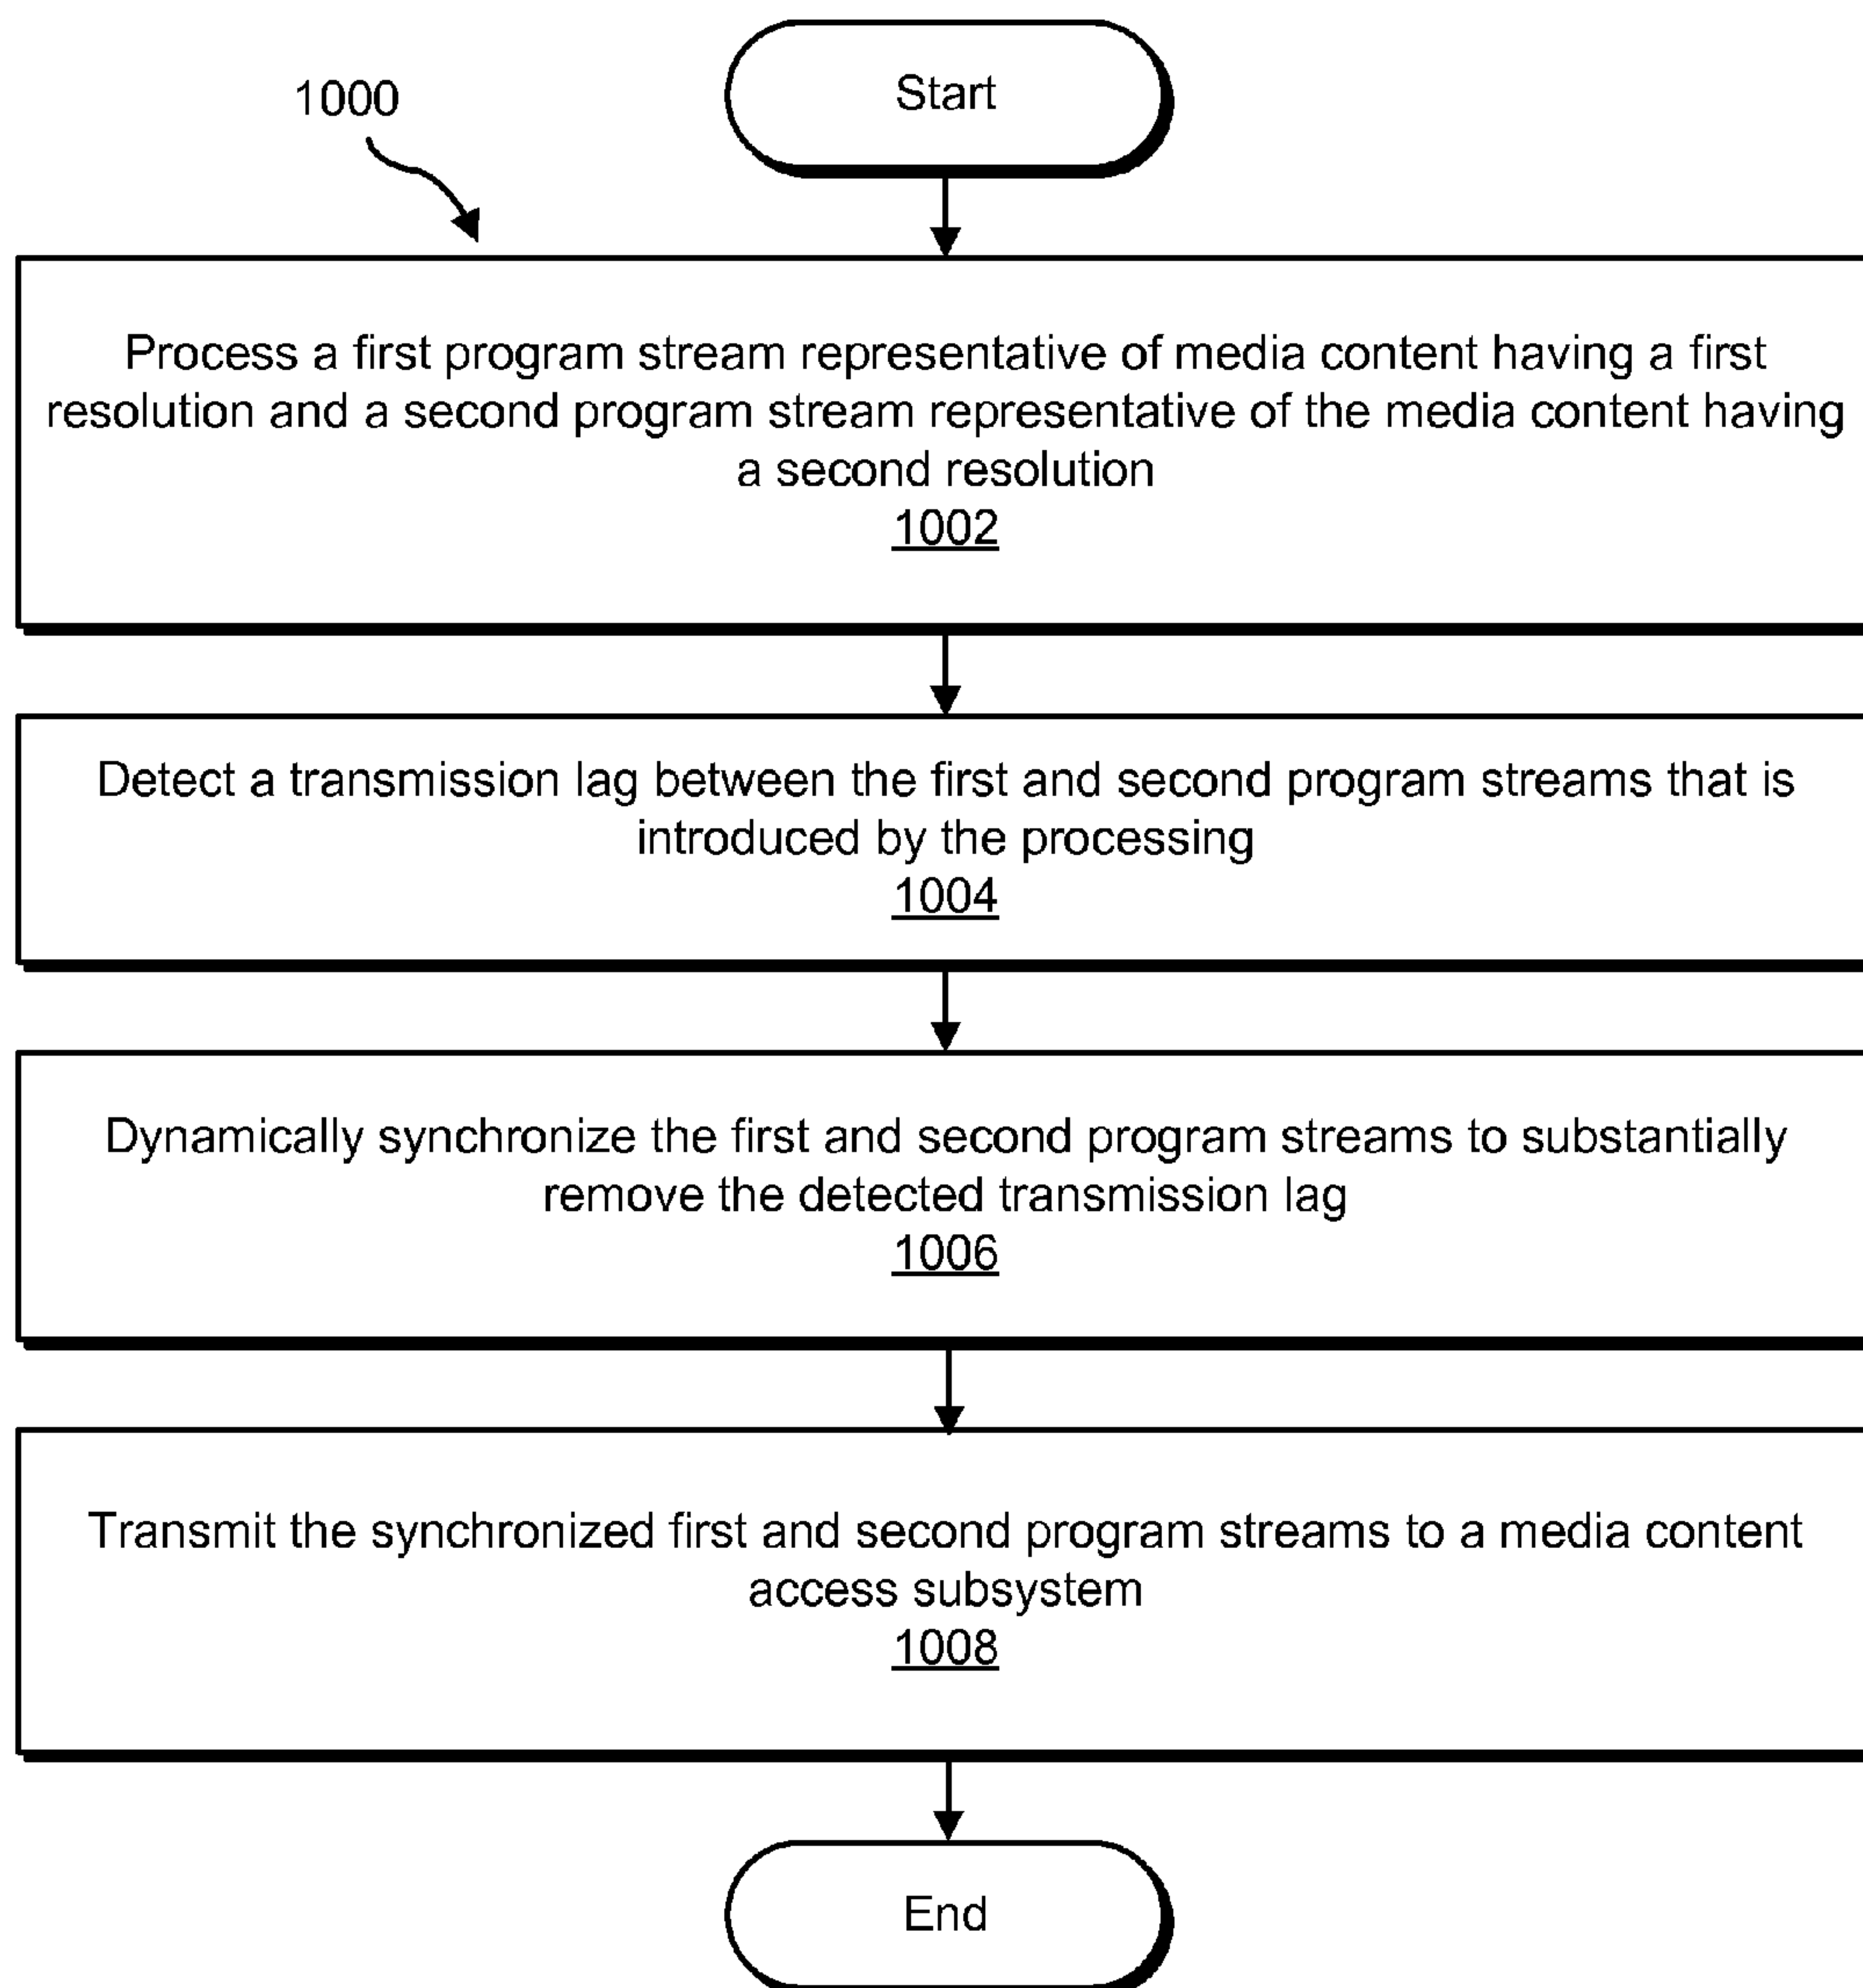 Start
1000
Process a first program stream representative of media content having a first
resolution and a second program stream representative of the media content having
a second resolution
1002
Detect a transmission lag between the first and second program streams that is
introduced by the processing
1004
Dynamically synchronize the first and second program streams to substantially
remove the detected transmission lag
1006
Transmit the synchronized first and second program streams to a media content
access subsystem
1008
End